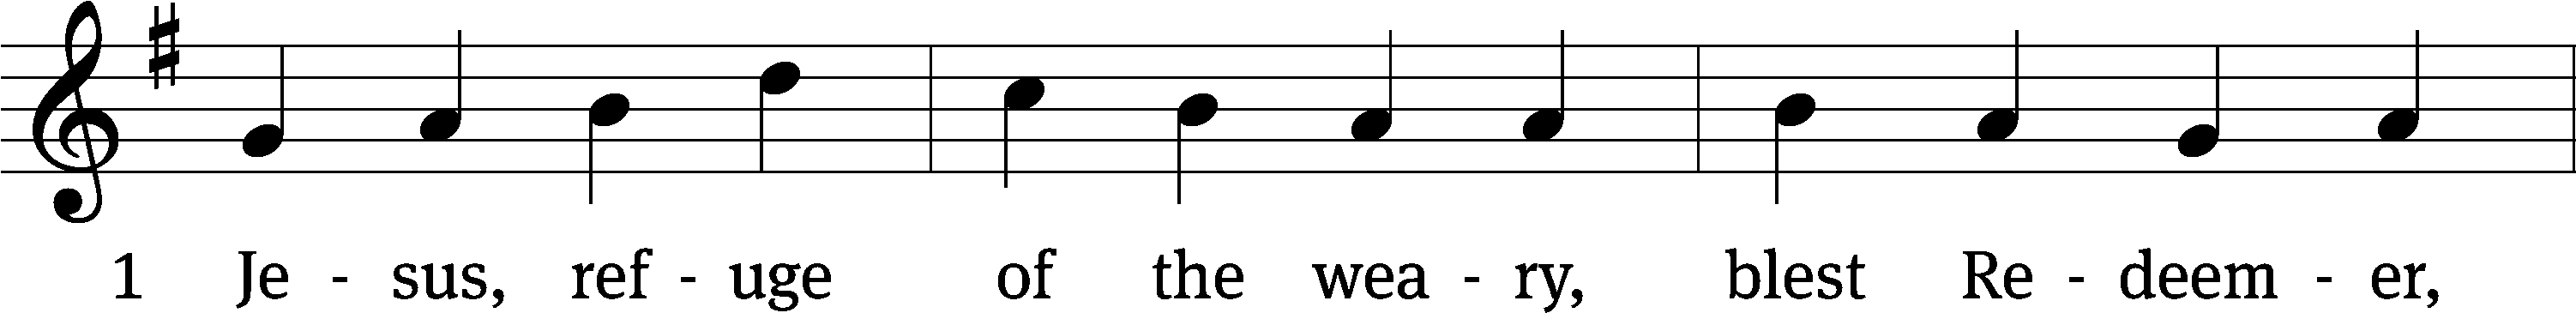 1 Je - sus, ref - uge of the wea - ry, blest Re - deem - er,